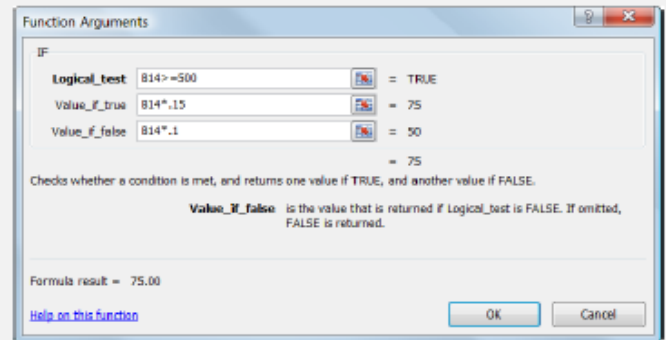 Function Arguments
IF
Logical_test B14>=500 = TRUE
Value_if_true B14*.15 = 75
Value_if_false B14*.1 = 50
= 75
Checks whether a condition is met, and returns one value if TRUE, and another value if FALSE.
Value_if_false is the value that is returned if Logical_test is FALSE. If omitted,
FALSE is returned.
Formula result = 75.00
Help on this function OK Cancel